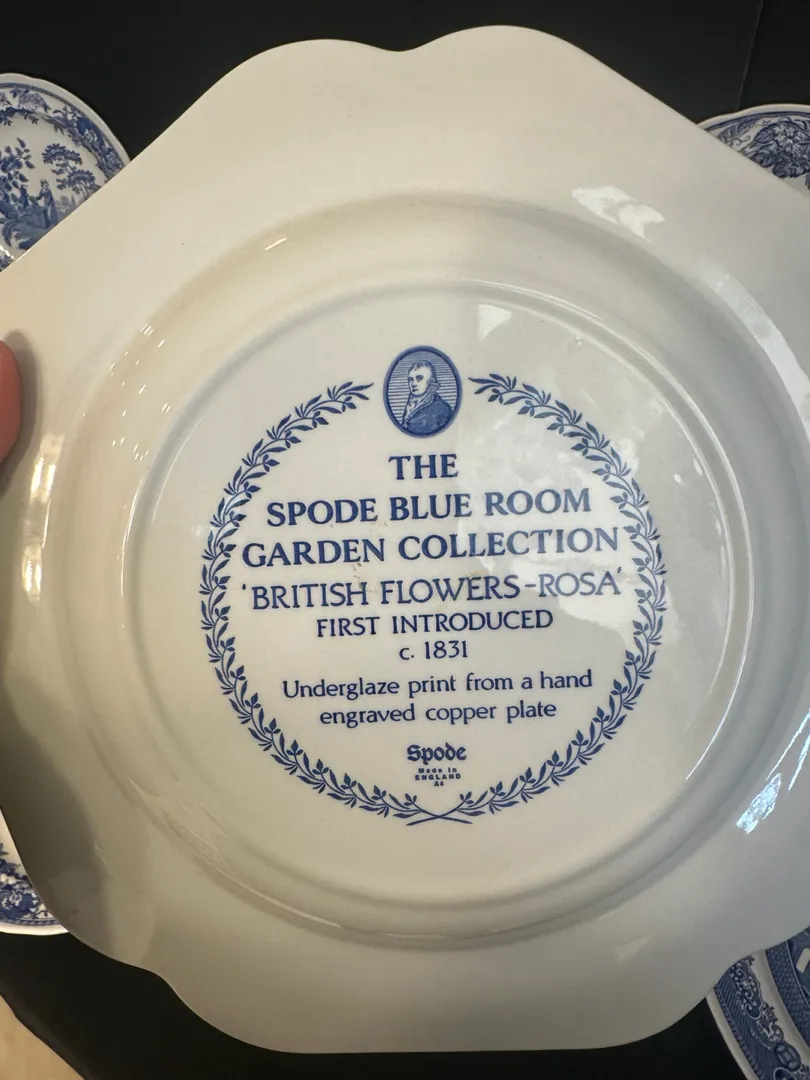 THE
SPODE BLUE ROOM
GARDEN COLLECTION
'BRITISH FLOWERS-ROSA'
FIRST INTRODUCED
c. 1831
Underglaze print from a hand
engraved copper plate
Spode
Made in
ENGLAND
A4